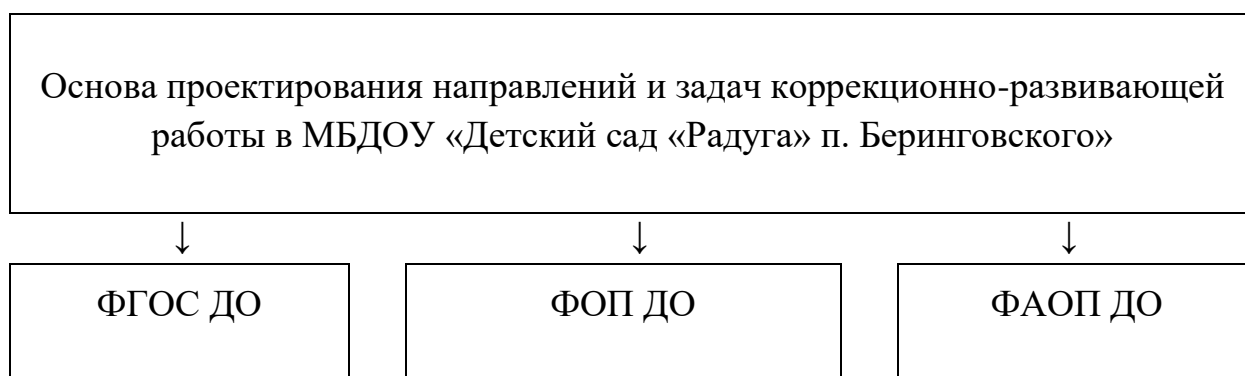 Основа проектирования направлений и задач коррекционно-развивающей
работы в МБДОУ «Детский сад «Радуга» п. Беринговского»
↓ ↓ ↓
ФГОС ДО ФОП ДО ФАОП ДО